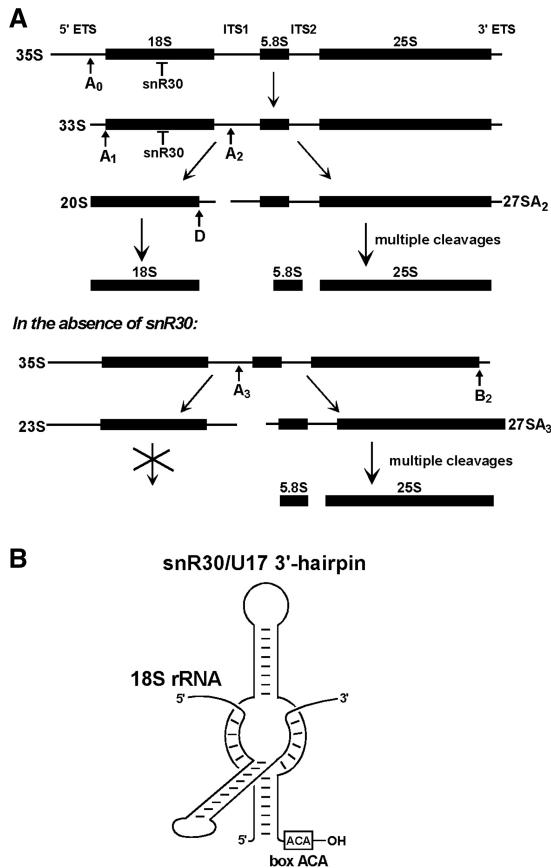 A
5' ETS 18S ITS1 5.8S ITS2 25S 3' ETS
35S
A0 snR30
33S
A1 snR30 A2
20S 27SA2
D multiple cleavages
18S 5.8S 25S
In the absence of snR30:
35S
A3 B2
23S 27SA3
multiple cleavages
5.8S 25S
B
snR30/U17 3'-hairpin
18S rRNA
5' 3'
5' ACA OH
box ACA